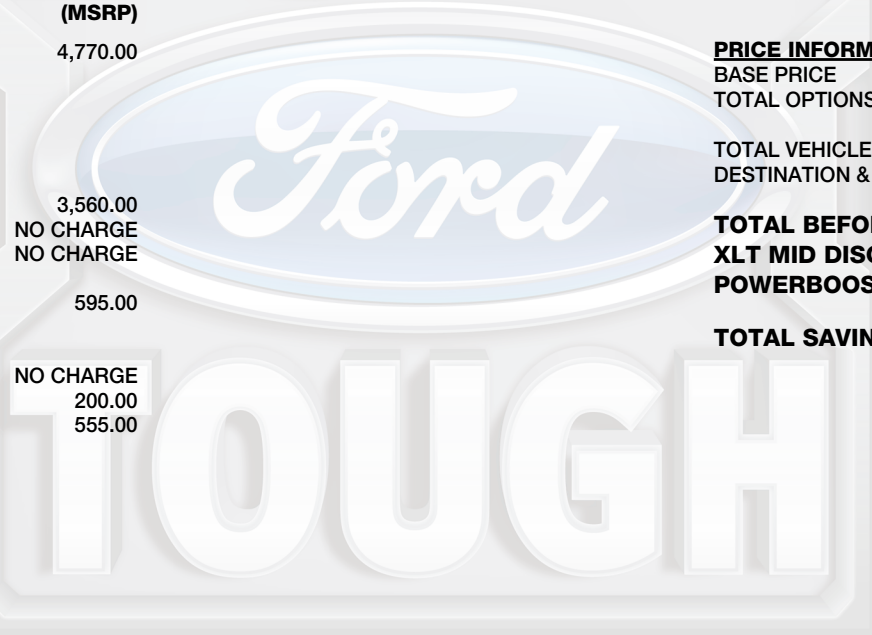 (MSRP)
4,770.00
3,560.00
NO CHARGE
NO CHARGE
595.00
NO CHARGE
200.00
555.00
PRICE INFORM
BASE PRICE
TOTAL OPTIONS
TOTAL VEHICLE
DESTINATION &
TOTAL BEFO
XLT MID DISC
POWERBOOS
TOTAL SAVIN
Ford
TOUGH